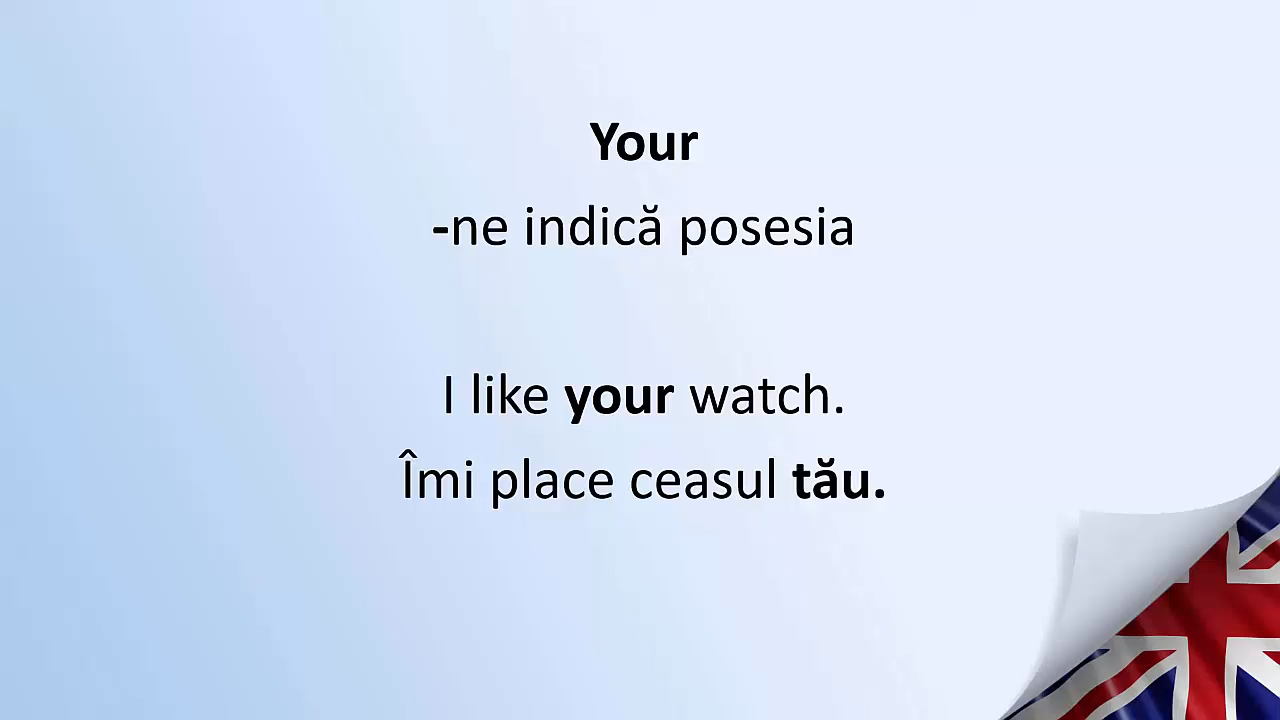 Your
-ne indică posesia
I like your watch.
Îmi place ceasul tău.